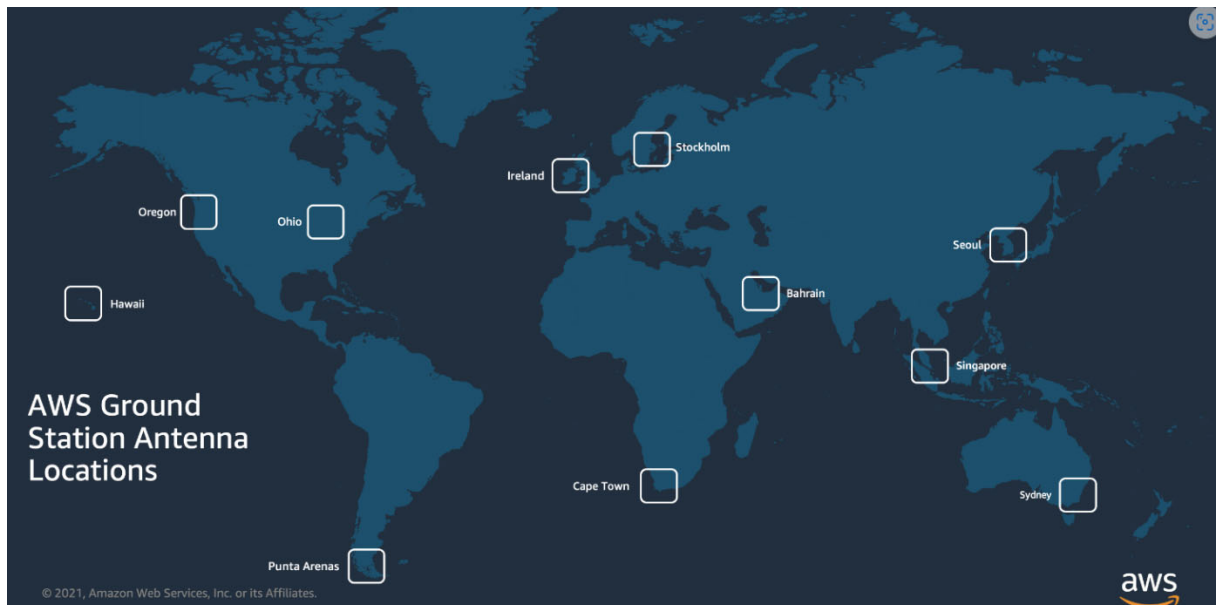 Stockholm
Ireland
Oregon
Ohio
Seoul
Bahrain
Hawaii
Singapore
AWS Ground
Station Antenna
Locations
Cape Town
Sydney
Punta Arenas
© 2021, Amazon Web Services, Inc. or its Affiliates.
aws